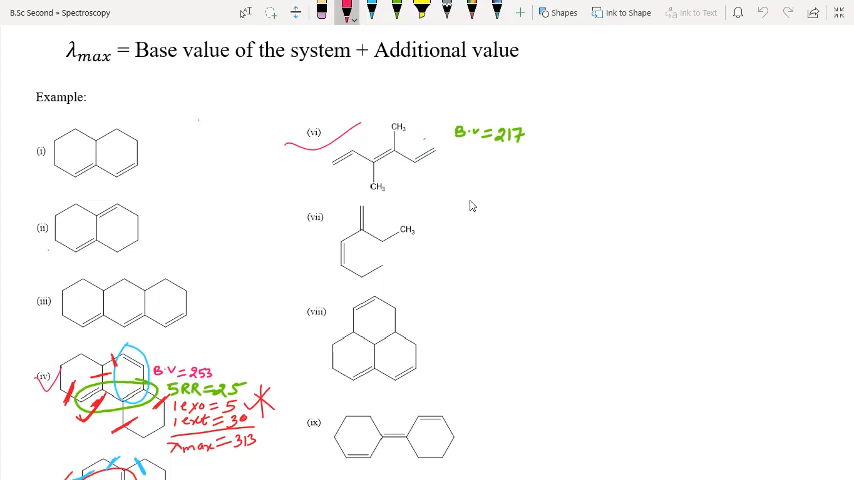 B.Sc Second » Spectroscopy
Shapes
Ink to Shape
Ink to Text
λmax = Base value of the system + Additional value
Example:
(i)
(ii)
(iii)
(iv)
B.V = 253
5RR = 25
1 exo = 5
1 ext = 30
λmax = 313
(vi)
CH3
CH3
B.V = 217
(vii)
CH3
(viii)
(ix)